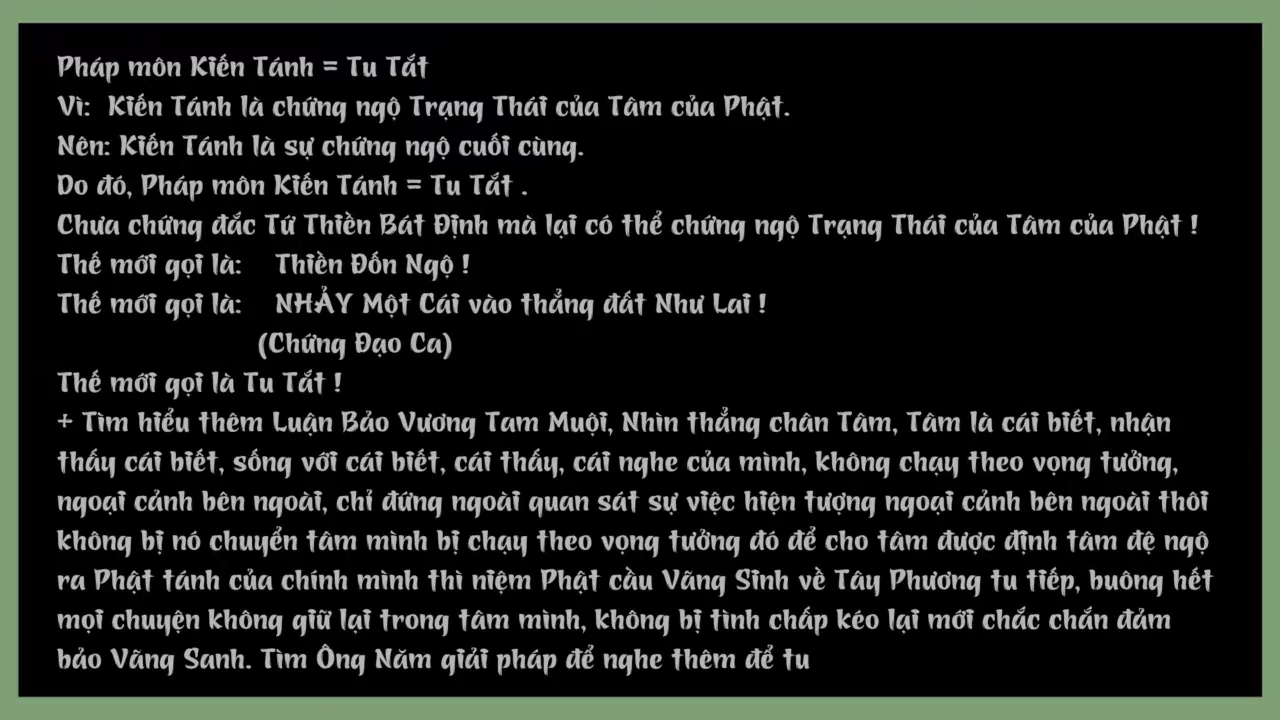 Pháp môn Kiến Tánh = Tu Tắt
Vì: Kiến Tánh là chứng ngộ Trạng Thái của Tâm của Phật.
Nên: Kiến Tánh là sự chứng ngộ cuối cùng.
Do đó, Pháp môn Kiến Tánh = Tu Tắt .
Chưa chứng đắc Tứ Thiền Bát Định mà lại có thể chứng ngộ Trạng Thái của Tâm của Phật !
Thế mới gọi là: Thiền Đốn Ngộ !
Thế mới gọi là: NHẢY Một Cái vào thẳng đất Như Lai !
(Chứng Đạo Ca)
Thế mới gọi là Tu Tắt !
+ Tìm hiểu thêm Luận Bảo Vương Tam Muội, Nhìn thẳng chân Tâm, Tâm là cái biết, nhận
thấy cái biết, sống với cái biết, cái thấy, cái nghe của mình, không chạy theo vọng tưởng,
ngoại cảnh bên ngoài, chỉ đứng ngoài quan sát sự việc hiện tượng ngoại cảnh bên ngoài thôi
không bị nó chuyển tâm mình bị chạy theo vọng tưởng đó để cho tâm được định tâm đệ ngộ
ra Phật tánh của chính mình thì niệm Phật cầu Vãng Sinh về Tây Phương tu tiếp, buông hết
mọi chuyện không giữ lại trong tâm mình, không bị tình chấp kéo lại mới chắc chắn đảm
bảo Vãng Sanh. Tìm Ông Năm giải pháp để nghe thêm để tu